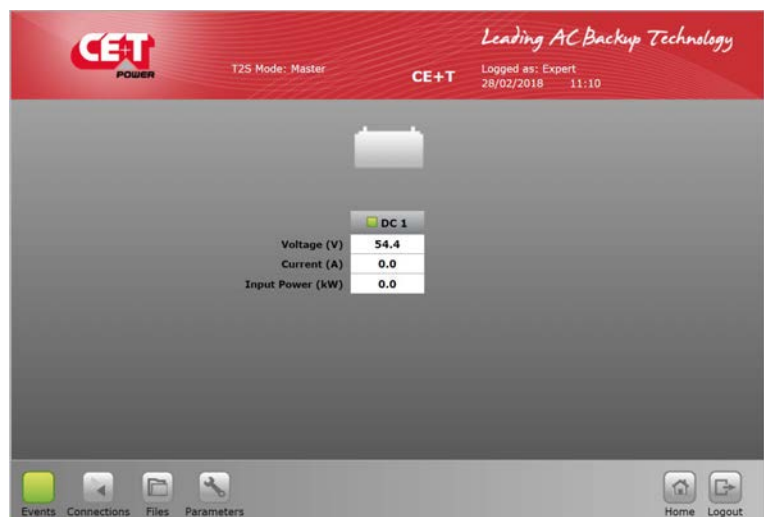 Leading AC Backup Technology
CE+T
POWER
T2S Mode: Master
CE+T
Logged as: Expert
28/02/2018 11:10
DC 1
Voltage (V) 54.4
Current (A) 0.0
Input Power (kW) 0.0
Events Connections Files Parameters Home Logout